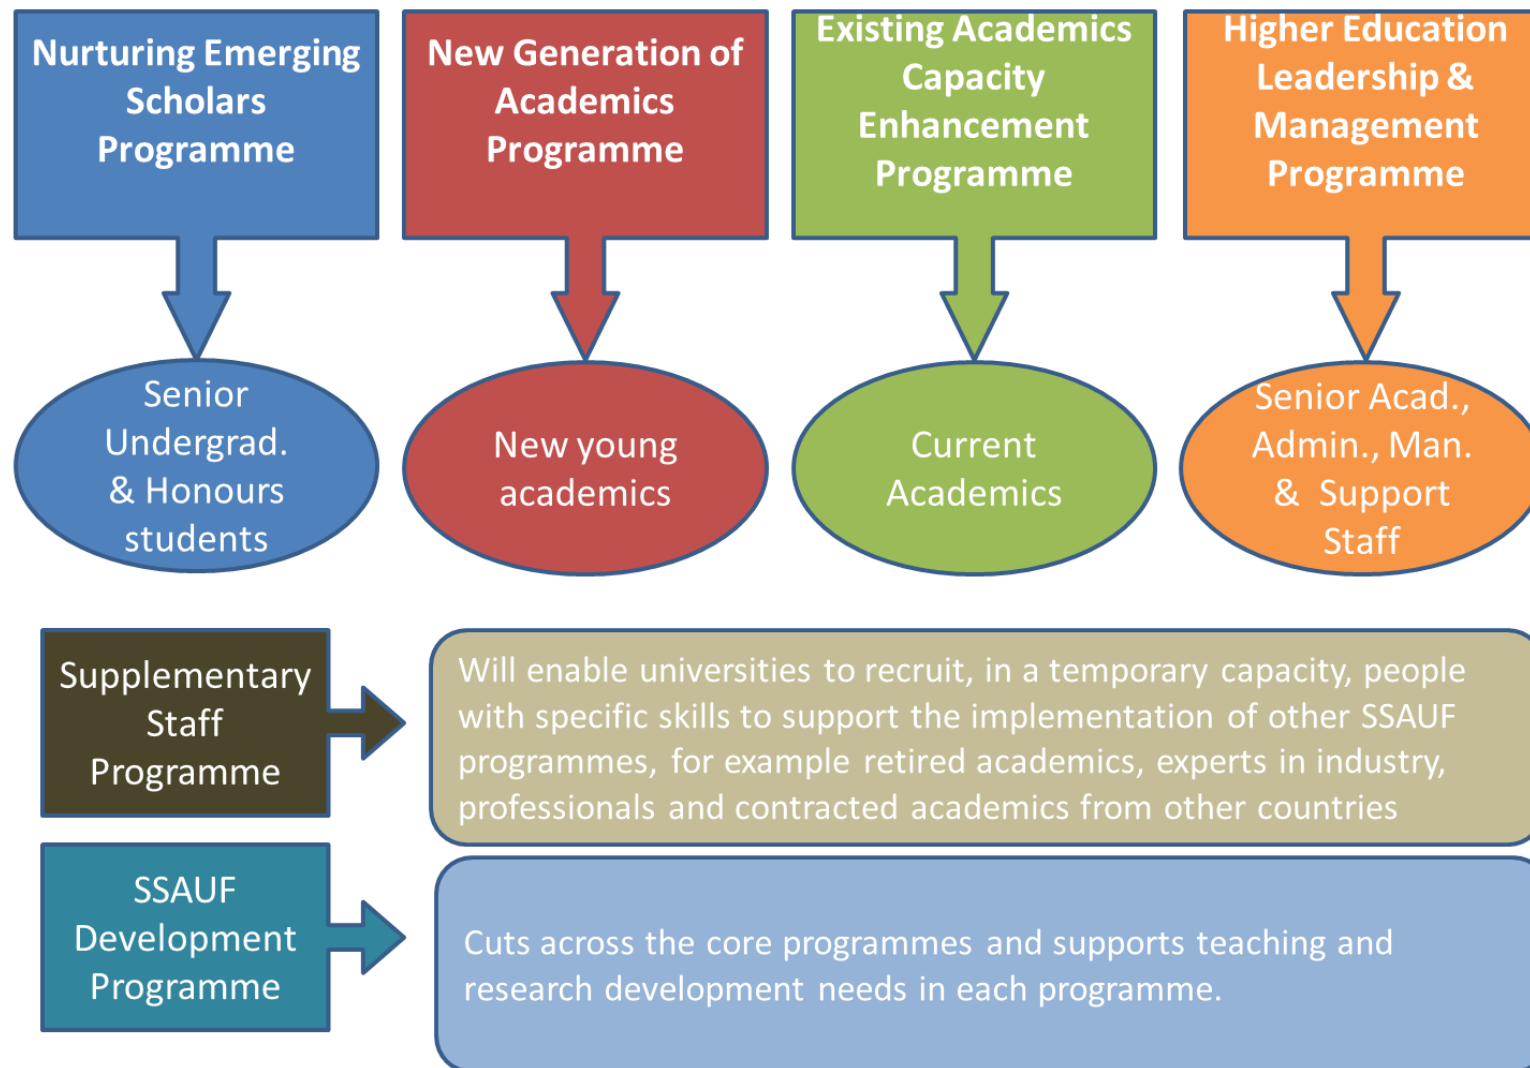 Nurturing Emerging
Scholars
Programme
New Generation of
Academics
Programme
Existing Academics
Capacity
Enhancement
Programme
Higher Education
Leadership &
Management
Programme
Senior
Undergrad.
& Honours
students
New young
academics
Current
Academics
Senior Acad.,
Admin., Man.
& Support
Staff
Supplementary
Staff
Programme
Will enable universities to recruit, in a temporary capacity, people
with specific skills to support the implementation of other SSAUF
programmes, for example retired academics, experts in industry,
professionals and contracted academics from other countries
SSAUF
Development
Programme
Cuts across the core programmes and supports teaching and
research development needs in each programme.